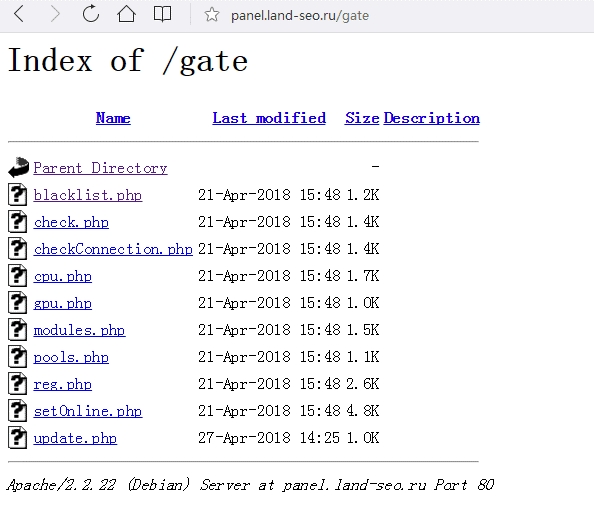 panel.land-seo.ru/gate
Index of /gate
Name Last modified Size Description
Parent Directory -
blacklist.php 21-Apr-2018 15:48 1.2K
check.php 21-Apr-2018 15:48 1.4K
checkConnection.php 21-Apr-2018 15:48 1.4K
cpu.php 21-Apr-2018 15:48 1.7K
gpu.php 21-Apr-2018 15:48 1.0K
modules.php 21-Apr-2018 15:48 1.5K
pools.php 21-Apr-2018 15:48 1.1K
reg.php 21-Apr-2018 15:48 2.6K
setOnline.php 21-Apr-2018 15:48 4.8K
update.php 27-Apr-2018 14:25 1.0K
Apache/2.2.22 (Debian) Server at panel.land-seo.ru Port 80